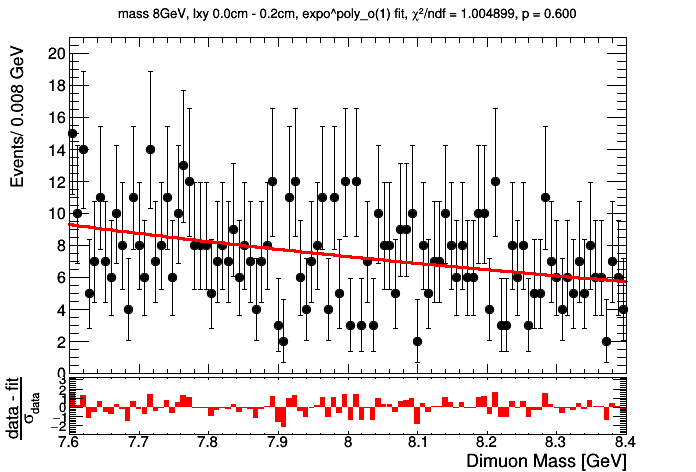 mass 8GeV, lxy 0.0cm - 0.2cm, expo^poly_o(1) fit, χ²/ndf = 1.004899, p = 0.600
Events/ 0.008 GeV
20
18
16
14
12
10
8
6
4
2
0
data - fit
σdata
3
2
1
0
−1
−2
7.6 7.7 7.8 7.9 8 8.1 8.2 8.3 8.4
Dimuon Mass [GeV]